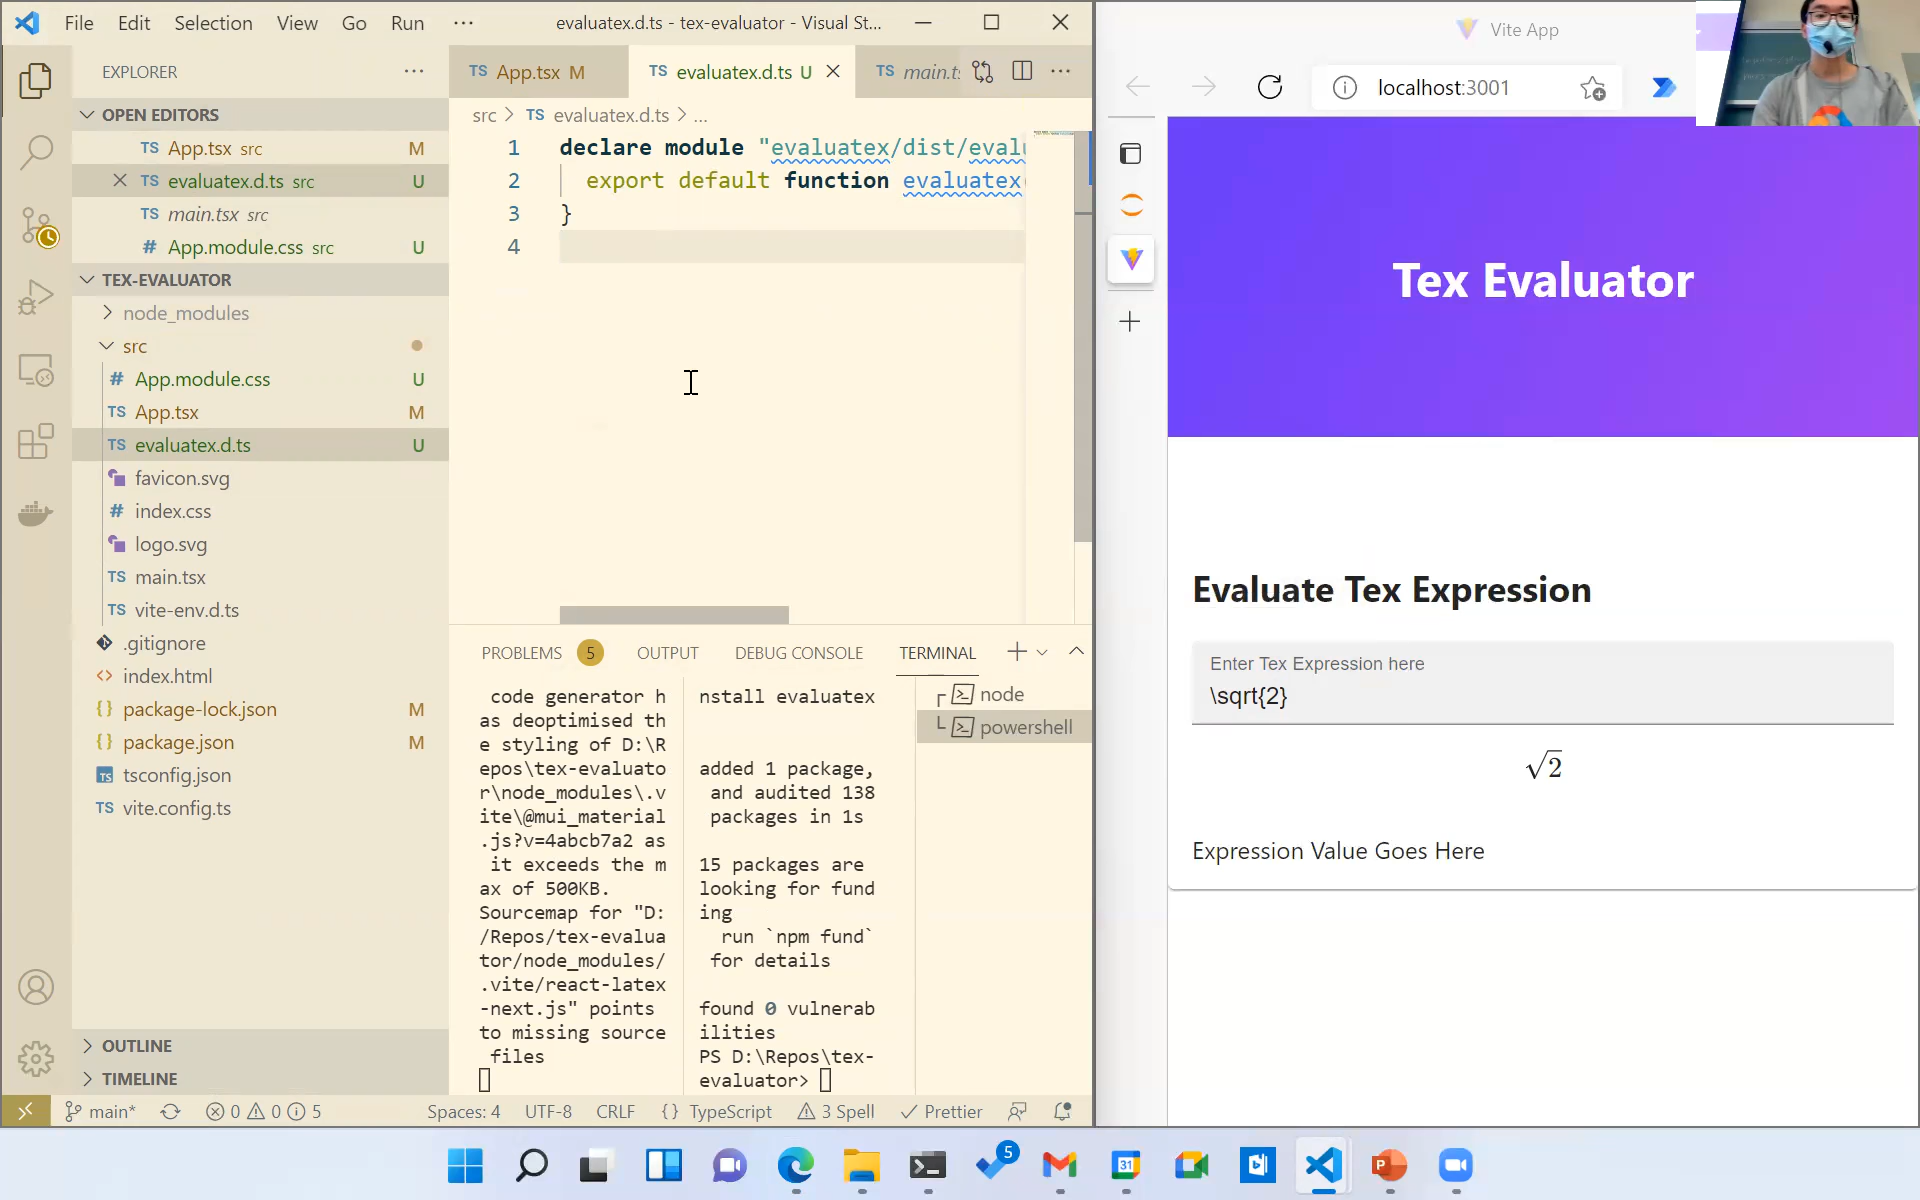 File Edit Selection View Go Run ··· evaluatex.d.ts - tex-evaluator - Visual St...
EXPLORER ···
OPEN EDITORS
TS App.tsx src M
TS evaluatex.d.ts src U
TS main.tsx src
# App.module.css src U
TEX-EVALUATOR
node_modules
src
# App.module.css U
TS App.tsx M
TS evaluatex.d.ts U
favicon.svg
# index.css
logo.svg
TS main.tsx
TS vite-env.d.ts
.gitignore
<> index.html
{} package-lock.json M
{} package.json M
TS tsconfig.json
TS vite.config.ts
OUTLINE
TIMELINE
TS App.tsx M TS evaluatex.d.ts U TS main.t
src > TS evaluatex.d.ts > ...
1 declare module "evaluatex/dist/evalu
2 export default function evaluatex
3 }
4
PROBLEMS 5 OUTPUT DEBUG CONSOLE TERMINAL
code generator h
as deoptimised th
e styling of D:\R
epos\tex-evaluato
r\node_modules\.v
ite\@mui_material
.js?v=4abcb7a2 as
it exceeds the m
ax of 500KB.
Sourcemap for "D:
/Repos/tex-evalua
tor/node_modules/
.vite/react-latex
-next.js" points
to missing source
files
nstall evaluatex
added 1 package,
and audited 138
packages in 1s
15 packages are
looking for fund
ing
run `npm fund`
for details
found 0 vulnerab
ilities
PS D:\Repos\tex-
evaluator>
node
powershell
main* 0 0 5 Spaces: 4 UTF-8 CRLF {} TypeScript 3 Spell Prettier
Vite App
localhost:3001
Tex Evaluator
Evaluate Tex Expression
Enter Tex Expression here
\sqrt{2}
√2
Expression Value Goes Here
5
31